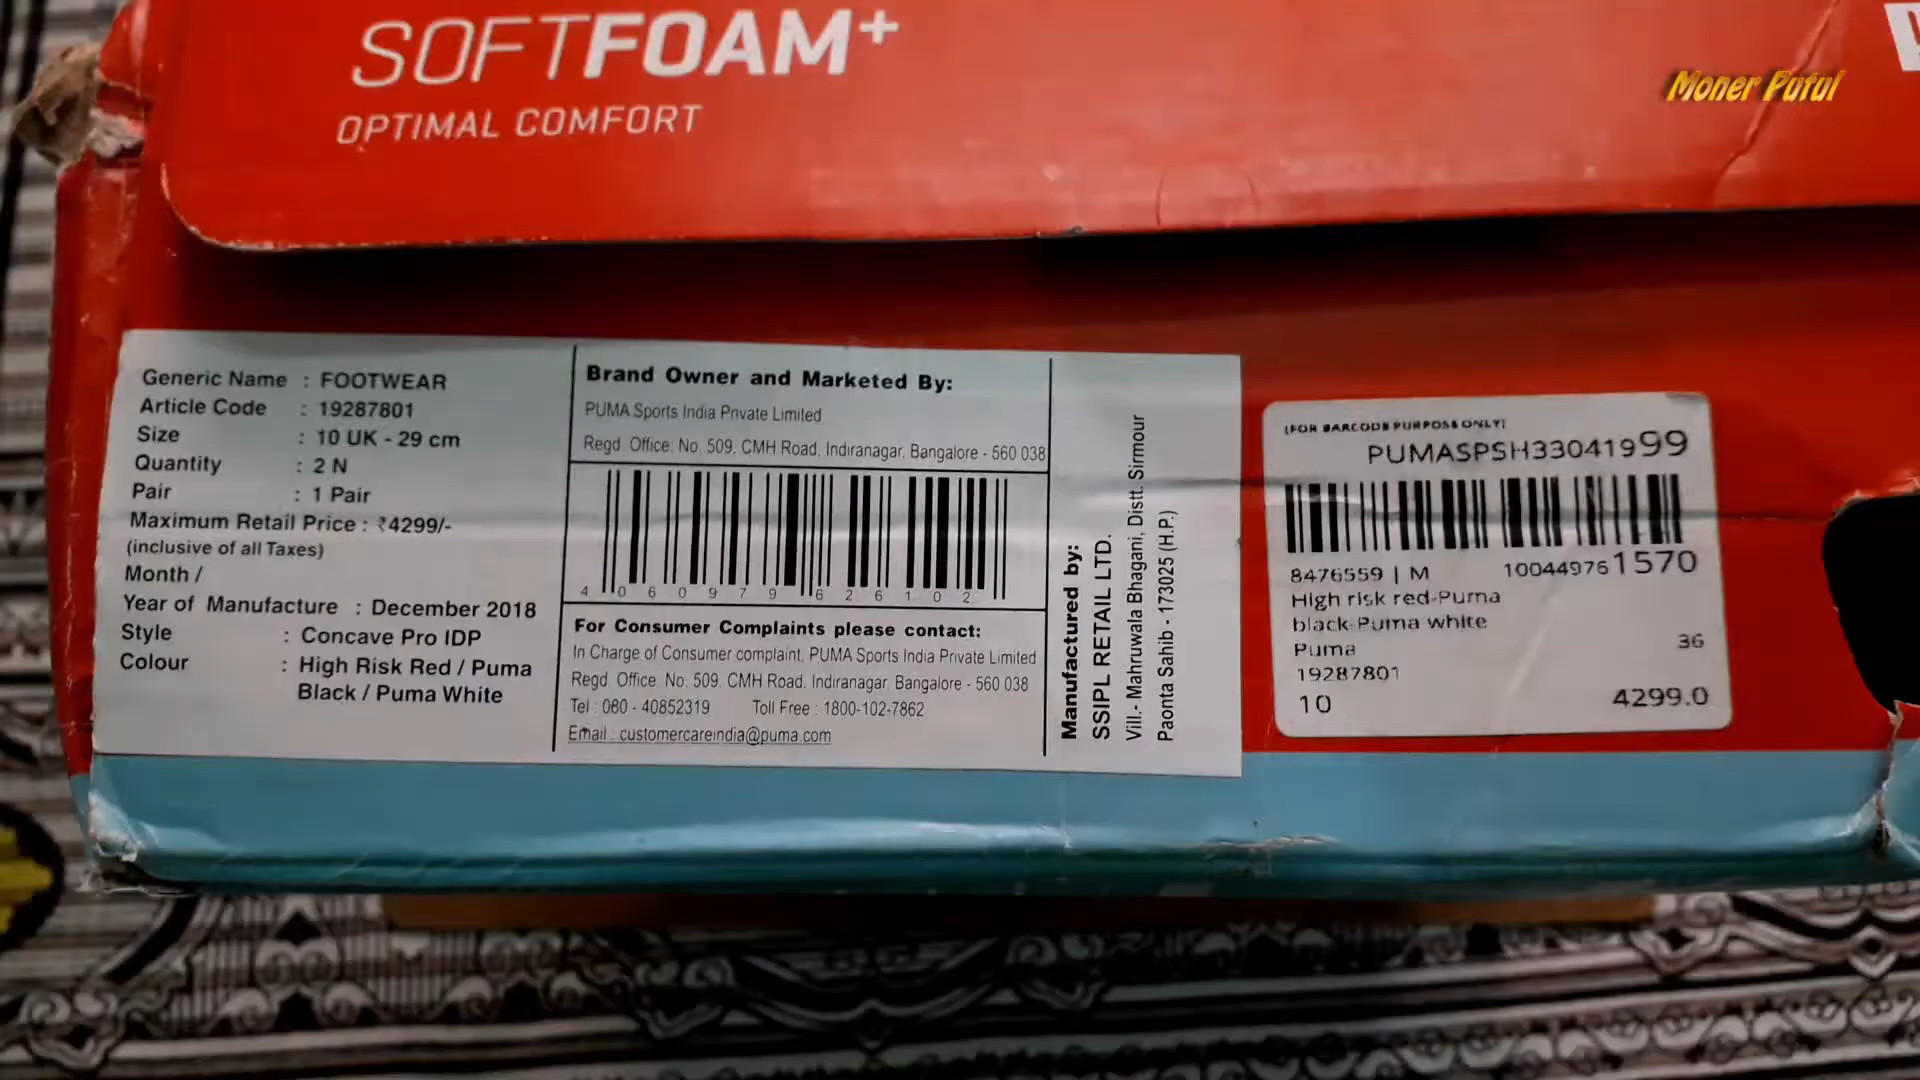 SOFTFOAM+
OPTIMAL COMFORT
Moner Putul
Generic Name : FOOTWEAR
Article Code : 19287801
Size : 10 UK - 29 cm
Quantity : 2 N
Pair : 1 Pair
Maximum Retail Price : ₹4299/-
(inclusive of all Taxes)
Month /
Year of Manufacture : December 2018
Style : Concave Pro IDP
Colour : High Risk Red / Puma
Black / Puma White
Brand Owner and Marketed By:
PUMA Sports India Private Limited
Regd. Office: No. 509, CMH Road, Indiranagar, Bangalore - 560 038
4060979626102
For Consumer Complaints please contact:
In Charge of Consumer complaint, PUMA Sports India Private Limited
Regd. Office. No. 509, CMH Road. Indiranagar, Bangalore - 560 038
Tel : 080 - 40852319 Toll Free : 1800-102-7862
Email : customercareindia@puma.com
Manufactured by:
SSIPL RETAIL LTD.
Vill.- Mahruwala Bhagani, Distt. Sirmour
Paonta Sahib - 173025 (H.P.)
(FOR BARCODE PURPOSE ONLY)
PUMASPSH33041999
8476559 | M 100449761570
High risk red-Puma
black-Puma white
Puma 36
19287801
10 4299.0